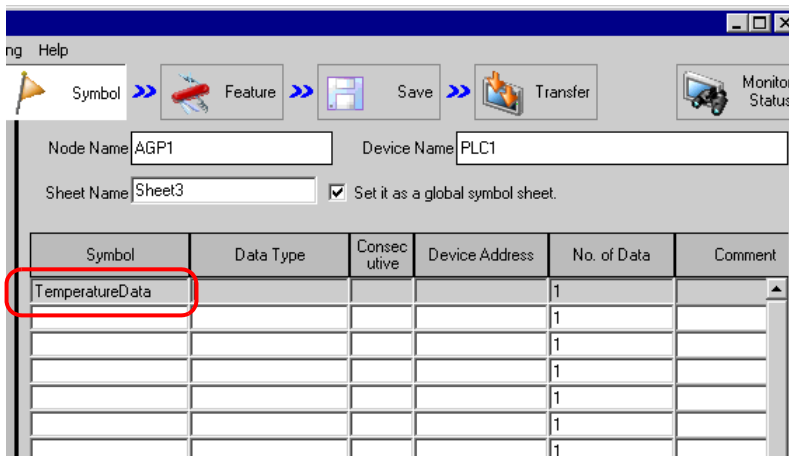 ng Help
Symbol Feature Save Transfer Monito
Status
Node Name AGP1 Device Name PLC1
Sheet Name Sheet3 Set it as a global symbol sheet.
Symbol Data Type Consec
utive Device Address No. of Data Comment
TemperatureData 1
1
1
1
1
1
1